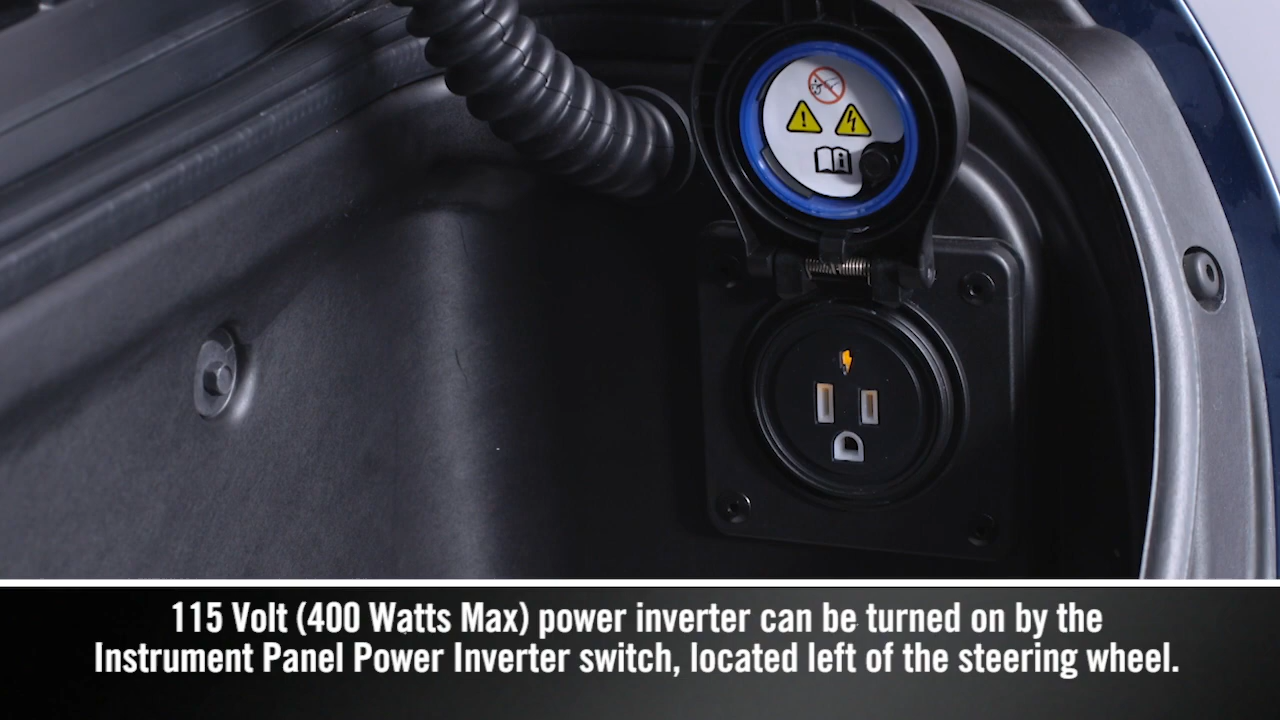 115 Volt (400 Watts Max) power inverter can be turned on by the
Instrument Panel Power Inverter switch, located left of the steering wheel.